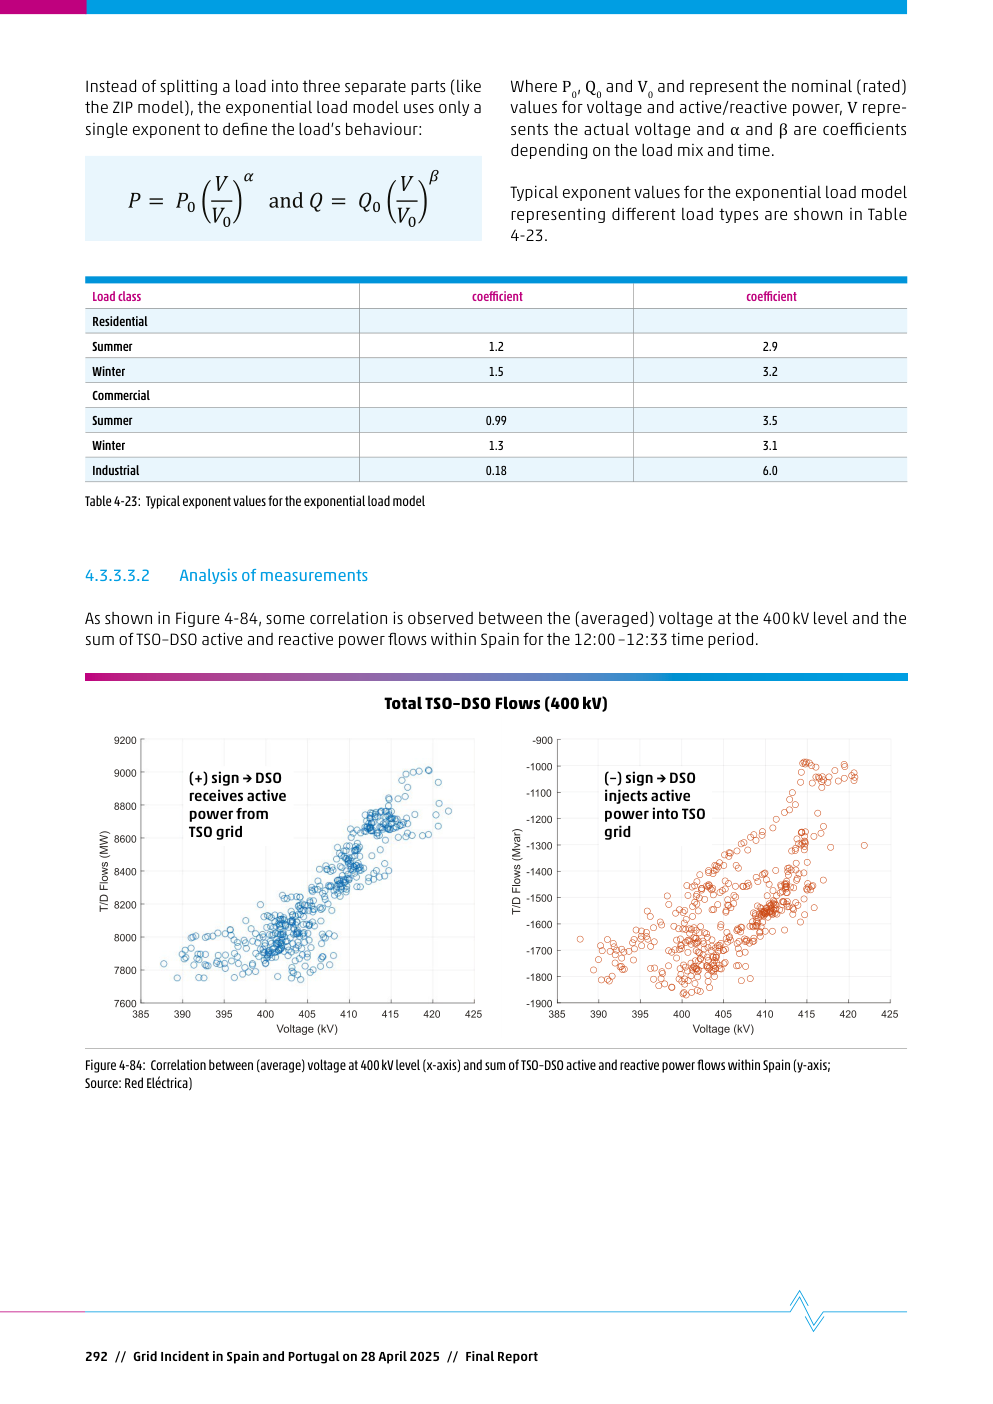 Instead of splitting a load into three separate parts (like
the ZIP model), the exponential load model uses only a
single exponent to define the load's behaviour:
P = P₀ (V/V₀)^α and Q = Q₀ (V/V₀)^β
Where P₀, Q₀ and V₀ and represent the nominal (rated)
values for voltage and active/reactive power, V repre-
sents the actual voltage and α and β are coefficients
depending on the load mix and time.
Typical exponent values for the exponential load model
representing different load types are shown in Table
4-23.
Load class coefficient coefficient
Residential
Summer 1.2 2.9
Winter 1.5 3.2
Commercial
Summer 0.99 3.5
Winter 1.3 3.1
Industrial 0.18 6.0
Table 4-23: Typical exponent values for the exponential load model
4.3.3.3.2 Analysis of measurements
As shown in Figure 4-84, some correlation is observed between the (averaged) voltage at the 400 kV level and the
sum of TSO–DSO active and reactive power flows within Spain for the 12:00 –12:33 time period.
Total TSO–DSO Flows (400 kV)
9200
9000
8800
8600
8400
8200
8000
7800
7600
T/D Flows (MW)
(+) sign → DSO
receives active
power from
TSO grid
385 390 395 400 405 410 415 420 425
Voltage (kV)
-900
-1000
-1100
-1200
-1300
-1400
-1500
-1600
-1700
-1800
-1900
T/D Flows (Mvar)
(–) sign → DSO
injects active
power into TSO
grid
385 390 395 400 405 410 415 420 425
Voltage (kV)
Figure 4-84: Correlation between (average) voltage at 400 kV level (x-axis) and sum of TSO–DSO active and reactive power flows within Spain (y-axis;
Source: Red Eléctrica)
292 // Grid Incident in Spain and Portugal on 28 April 2025 // Final Report